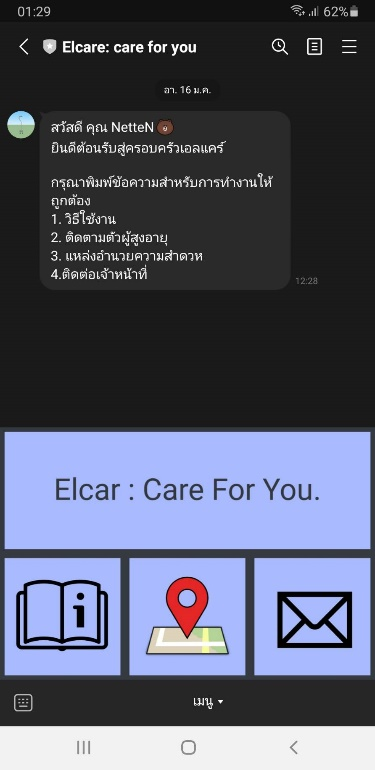 01:29
62%
Elcare: care for you
อา. 16 ม.ค.
สวัสดี คุณ NetteN
ยินดีต้อนรับสู่ครอบครัวเอลแคร์
กรุณาพิมพ์ข้อความสำหรับการทำงานให้
ถูกต้อง
1. วิธีใช้งาน
2. ติดตามตัวผู้สูงอายุ
3. แหล่งอำนวยความสำดวห
4.ติดต่อเจ้าหน้าที่
12:28
Elcar : Care For You.
i
เมนู